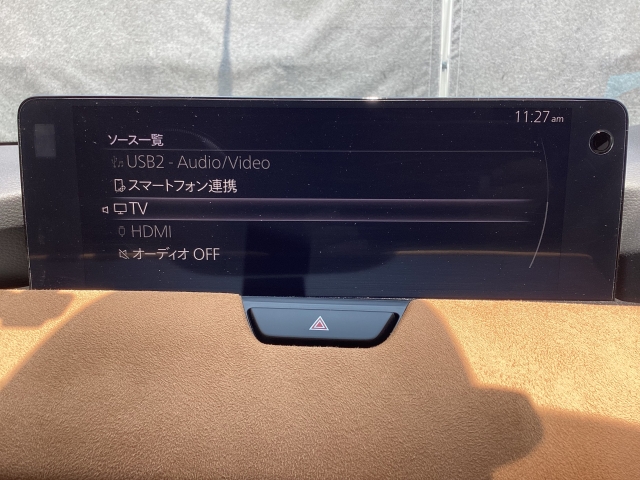 11:27 am
ソース一覧
USB2 - Audio/Video
スマートフォン連携
TV
HDMI
オーディオ OFF